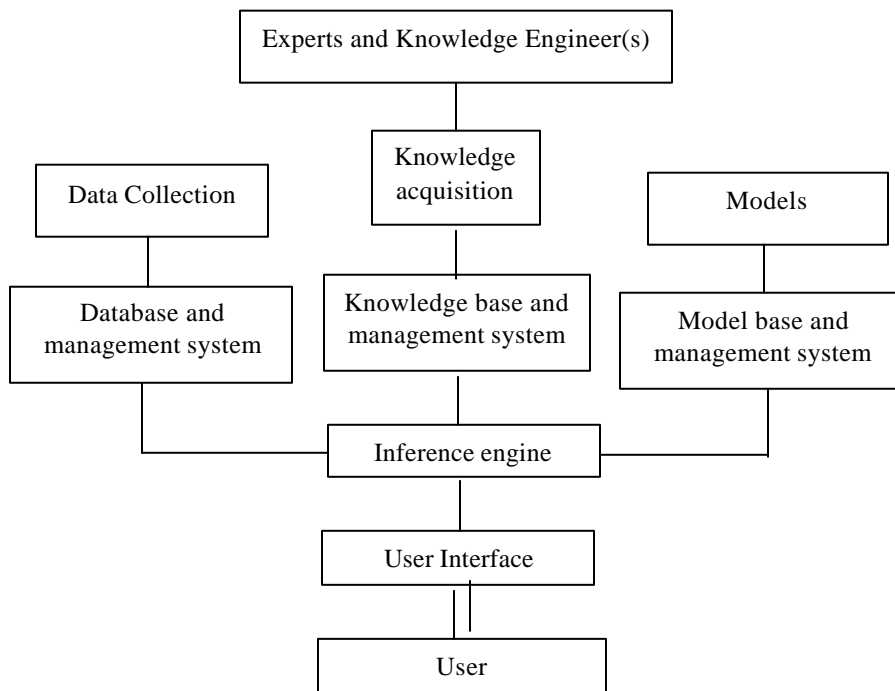 Experts and Knowledge Engineer(s)
Knowledge
acquisition
Data Collection
Models
Database and
management system
Knowledge base and
management system
Model base and
management system
Inference engine
User Interface
User